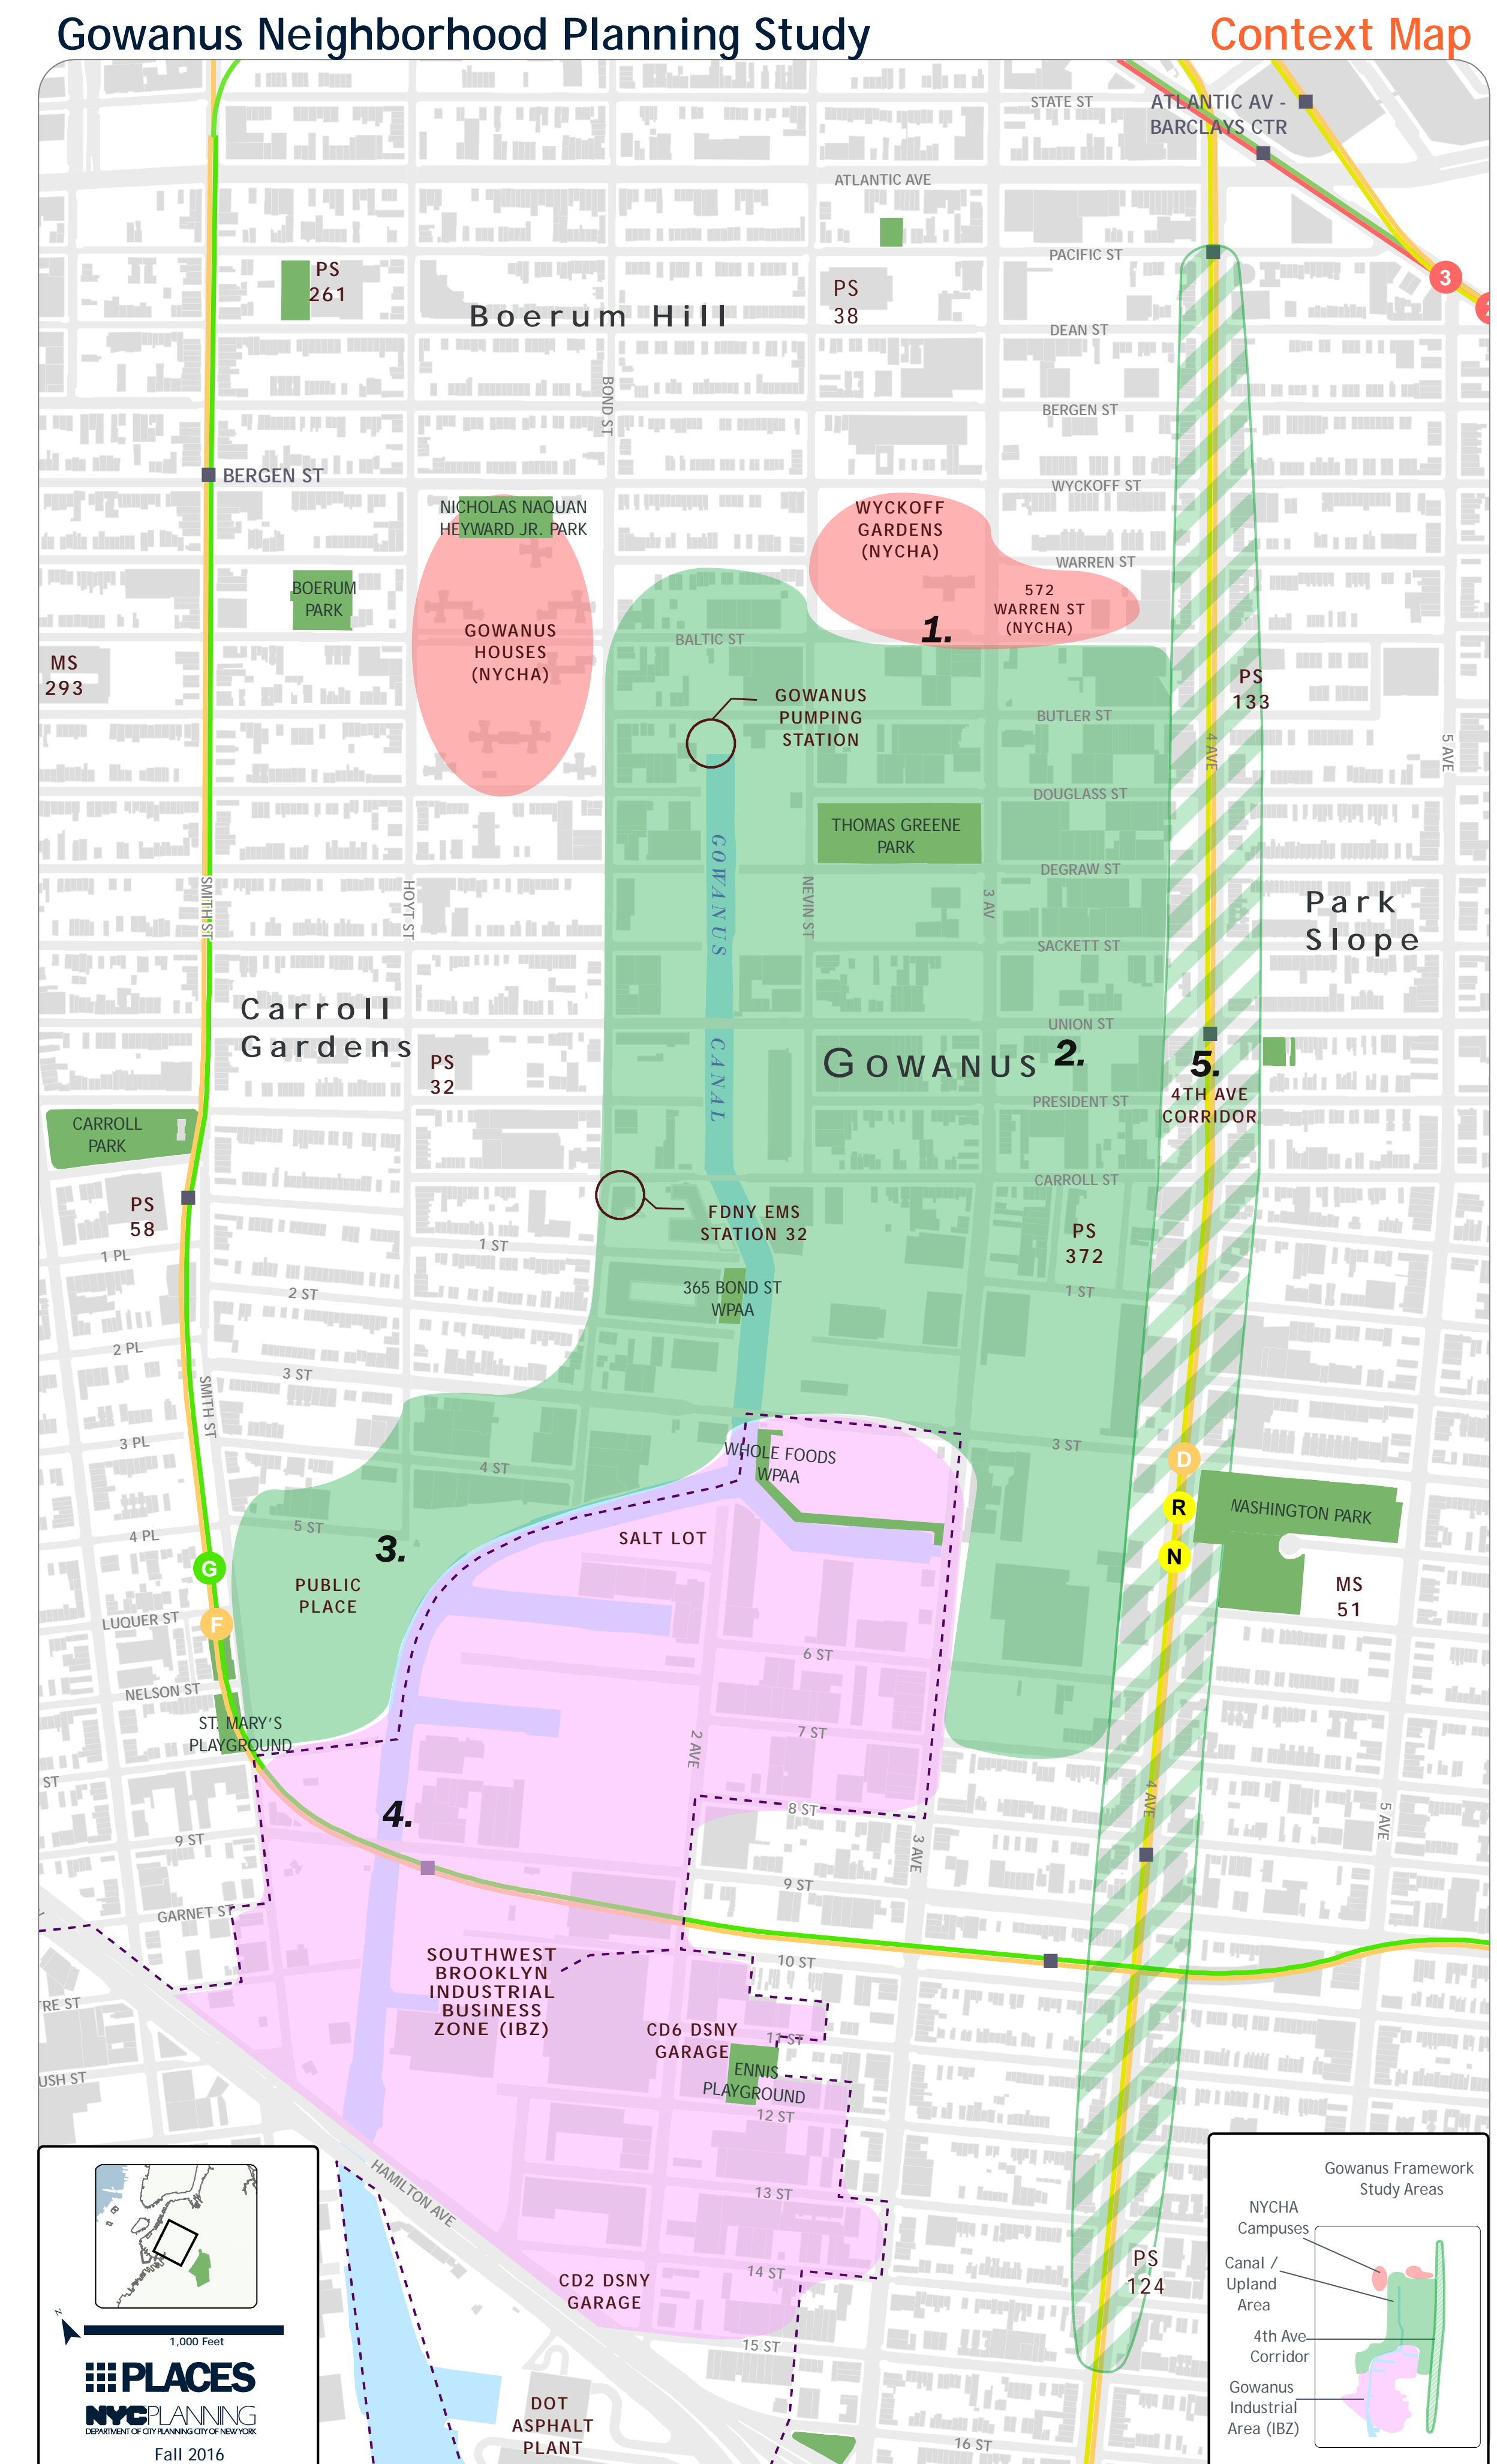 Gowanus Neighborhood Planning Study
Context Map
STATE ST
ATLANTIC AV -
BARCLAYS CTR
ATLANTIC AVE
PACIFIC ST
PS
261
PS
38
3
Boerum Hill
DEAN ST
BOND ST
BERGEN ST
BERGEN ST
WYCKOFF ST
NICHOLAS NAQUAN
HEYWARD JR. PARK
WYCKOFF
GARDENS
(NYCHA)
WARREN ST
BOERUM
PARK
572
WARREN ST
(NYCHA)
1.
GOWANUS
HOUSES
(NYCHA)
BALTIC ST
MS
293
PS
133
GOWANUS
PUMPING
STATION
BUTLER ST
4 AVE
5 AVE
DOUGLASS ST
THOMAS GREENE
PARK
GOWANUS
CANAL
DEGRAW ST
SMITH ST
HOYT ST
NEVIN ST
3 AV
Park
Slope
SACKETT ST
Carroll
Gardens
UNION ST
GOWANUS
2.
5.
4TH AVE
CORRIDOR
PS
32
PRESIDENT ST
CARROLL
PARK
CARROLL ST
PS
58
FDNY EMS
STATION 32
PS
372
1 PL
1 ST
365 BOND ST
WPAA
1 ST
2 ST
2 PL
3 ST
SMITH ST
3 PL
4 ST
WHOLE FOODS
WPAA
3 ST
D
R
N
WASHINGTON PARK
4 PL
5 ST
3.
SALT LOT
G
PUBLIC
PLACE
MS
51
LUQUER ST
F
6 ST
NELSON ST
ST. MARY'S
PLAYGROUND
2 AVE
7 ST
ST
4.
8 ST
4 AVE
5 AVE
9 ST
3 AVE
9 ST
GARNET ST
SOUTHWEST
BROOKLYN
INDUSTRIAL
BUSINESS
ZONE (IBZ)
10 ST
TRE ST
CD6 DSNY
GARAGE
11 ST
USH ST
ENNIS
PLAYGROUND
12 ST
HAMILTON AVE
13 ST
14 ST
CD2 DSNY
GARAGE
PS
124
15 ST
DOT
ASPHALT
PLANT
16 ST
N
1,000 Feet
PLACES
NYCPLANNING
DEPARTMENT OF CITY PLANNING CITY OF NEW YORK
Fall 2016
Gowanus Framework
Study Areas
NYCHA
Campuses
Canal /
Upland
Area
4th Ave
Corridor
Gowanus
Industrial
Area (IBZ)